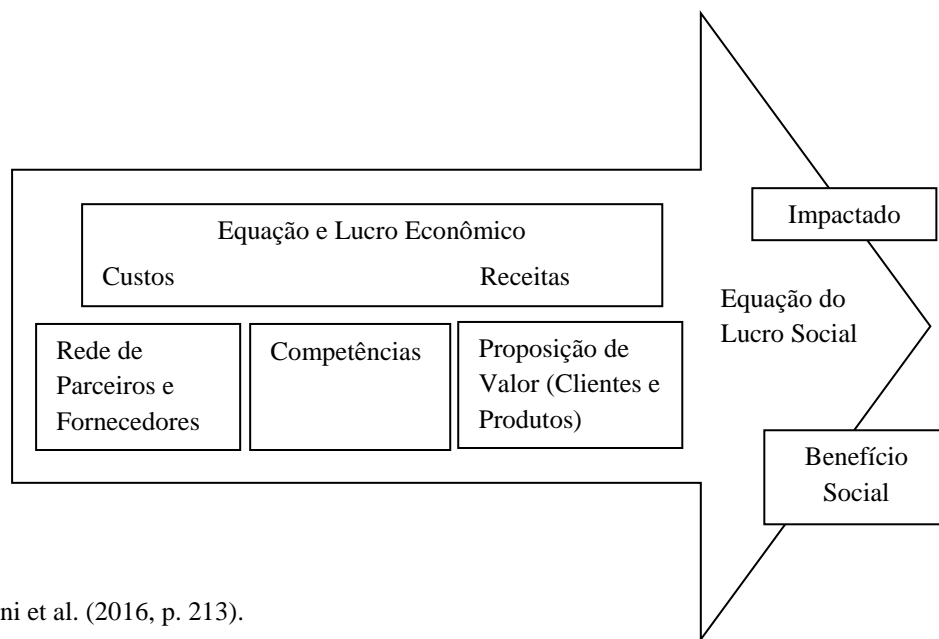 Equação e Lucro Econômico
Custos Receitas
Rede de
Parceiros e
Fornecedores
Competências
Proposição de
Valor (Clientes e
Produtos)
Impactado
Equação do
Lucro Social
Benefício
Social
ni et al. (2016, p. 213).